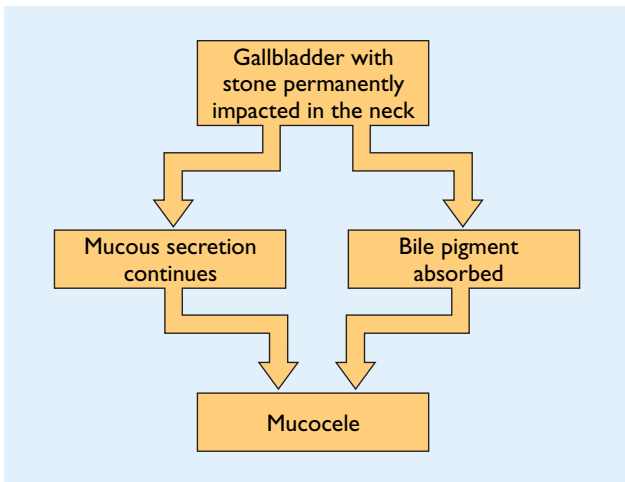 Gallbladder with
stone permanently
impacted in the neck
Mucous secretion
continues
Bile pigment
absorbed
Mucocele